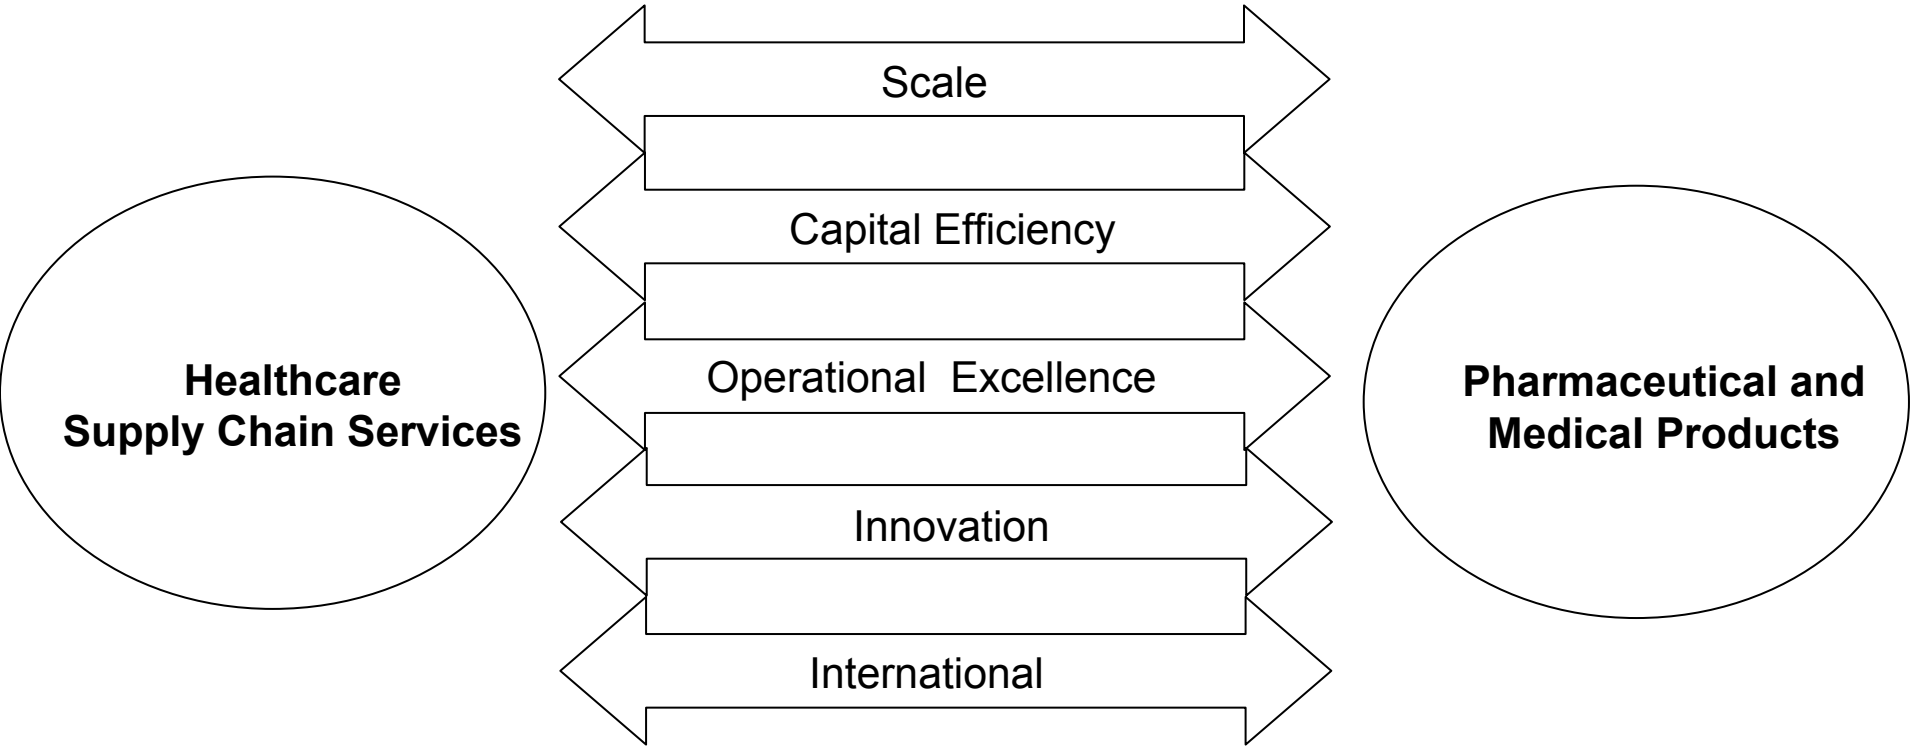 Scale
Capital Efficiency
Healthcare
Supply Chain Services
Operational  Excellence
Pharmaceutical and
Medical Products
Innovation
International